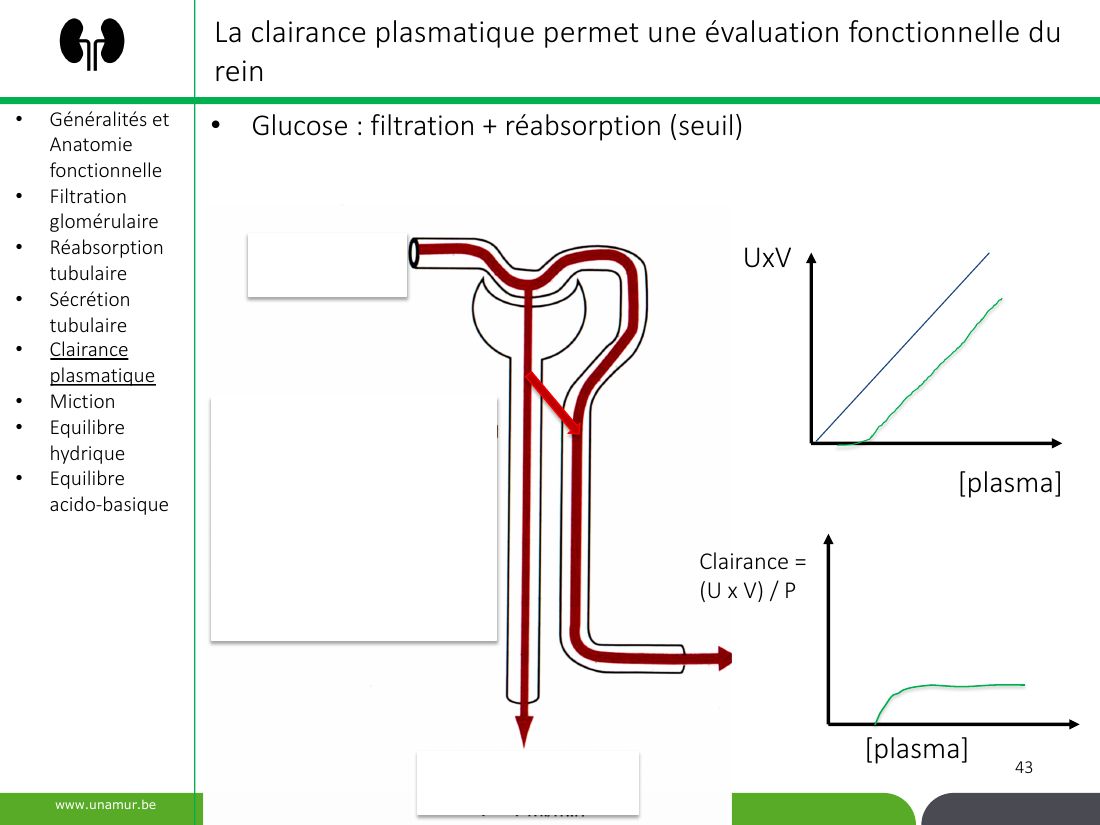 La clairance plasmatique permet une évaluation fonctionnelle du
rein
• Généralités et
Anatomie
fonctionnelle
• Filtration
glomérulaire
• Réabsorption
tubulaire
• Sécrétion
tubulaire
• Clairance
plasmatique
• Miction
• Equilibre
hydrique
• Equilibre
acido-basique
• Glucose : filtration + réabsorption (seuil)
UxV
[plasma]
Clairance =
(U x V) / P
[plasma]
43
www.unamur.be